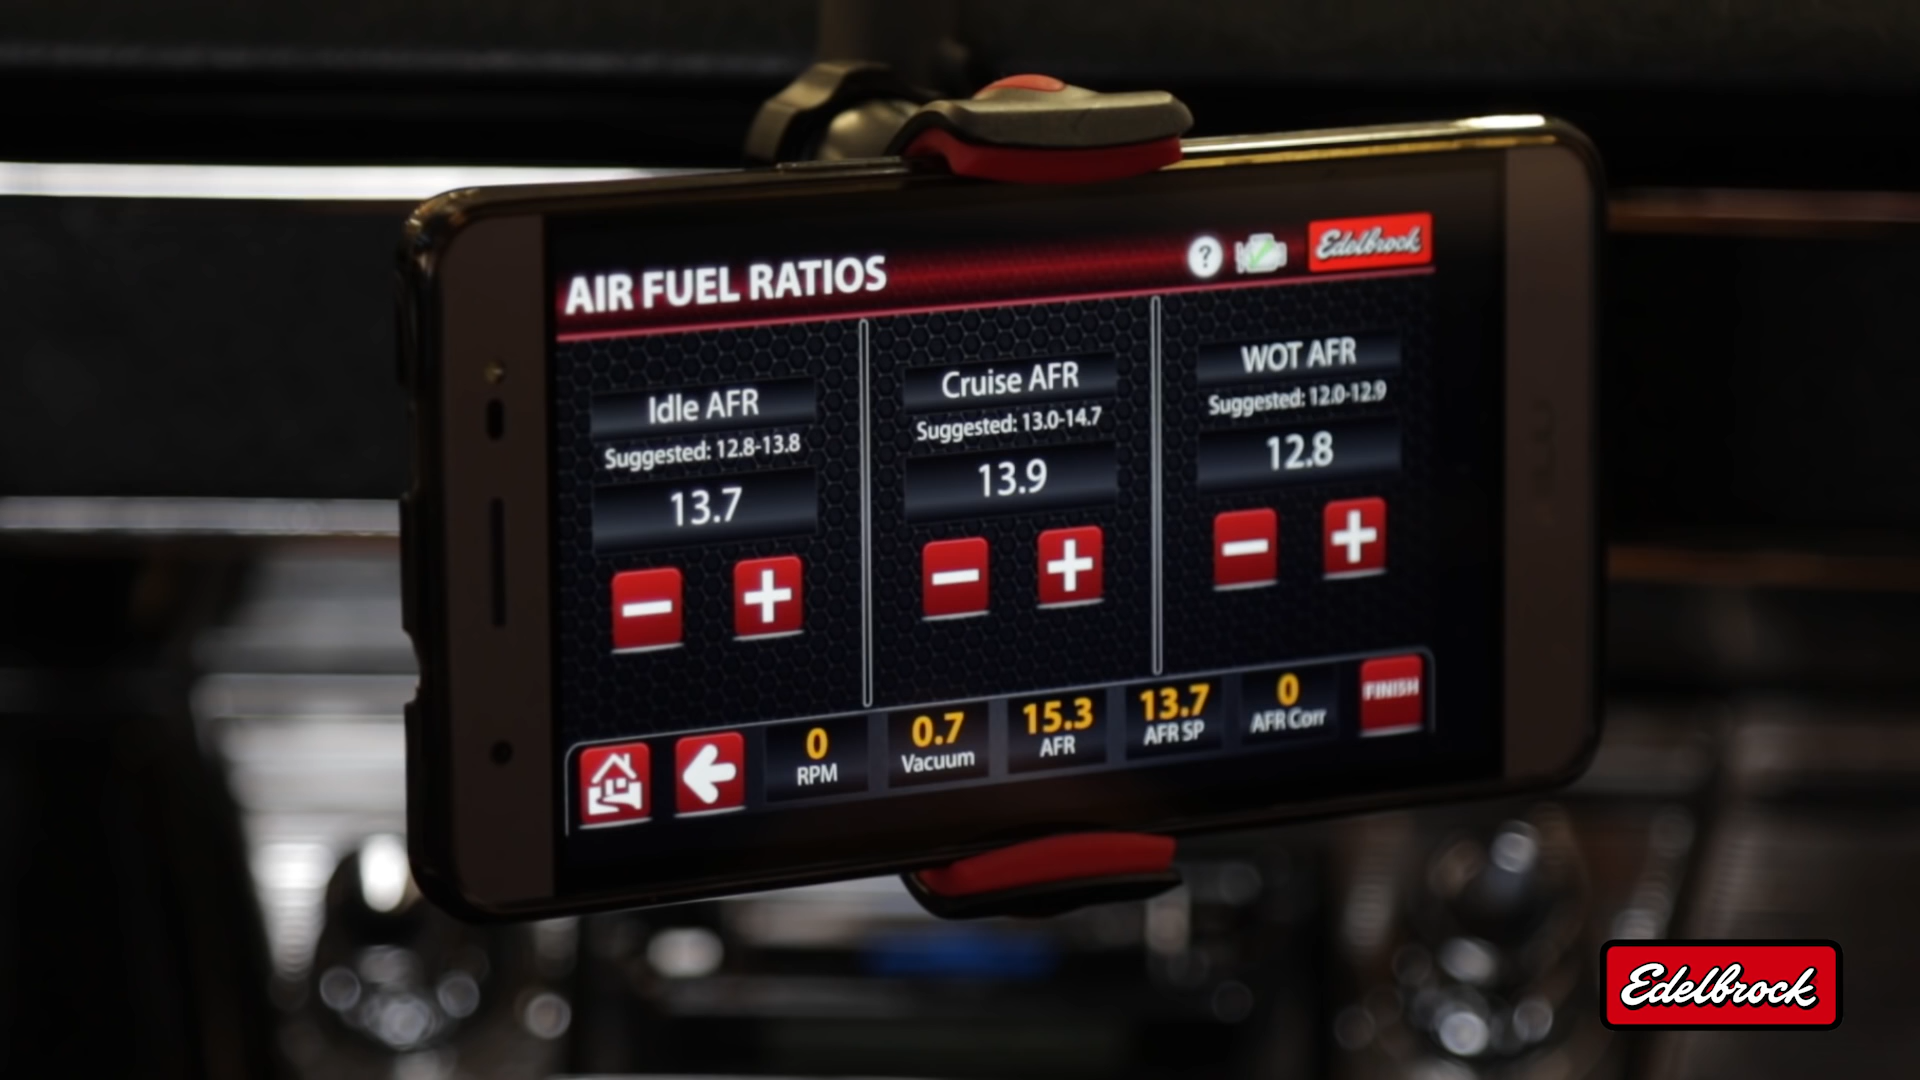 AIR FUEL RATIOS
?
Edelbrock
Idle AFR
Suggested: 12.8-13.8
13.7
Cruise AFR
Suggested: 13.0-14.7
13.9
WOT AFR
Suggested: 12.0-12.9
12.8
0
RPM
0.7
Vacuum
15.3
AFR
13.7
AFR SP
0
AFR Corr
FINISH
Edelbrock